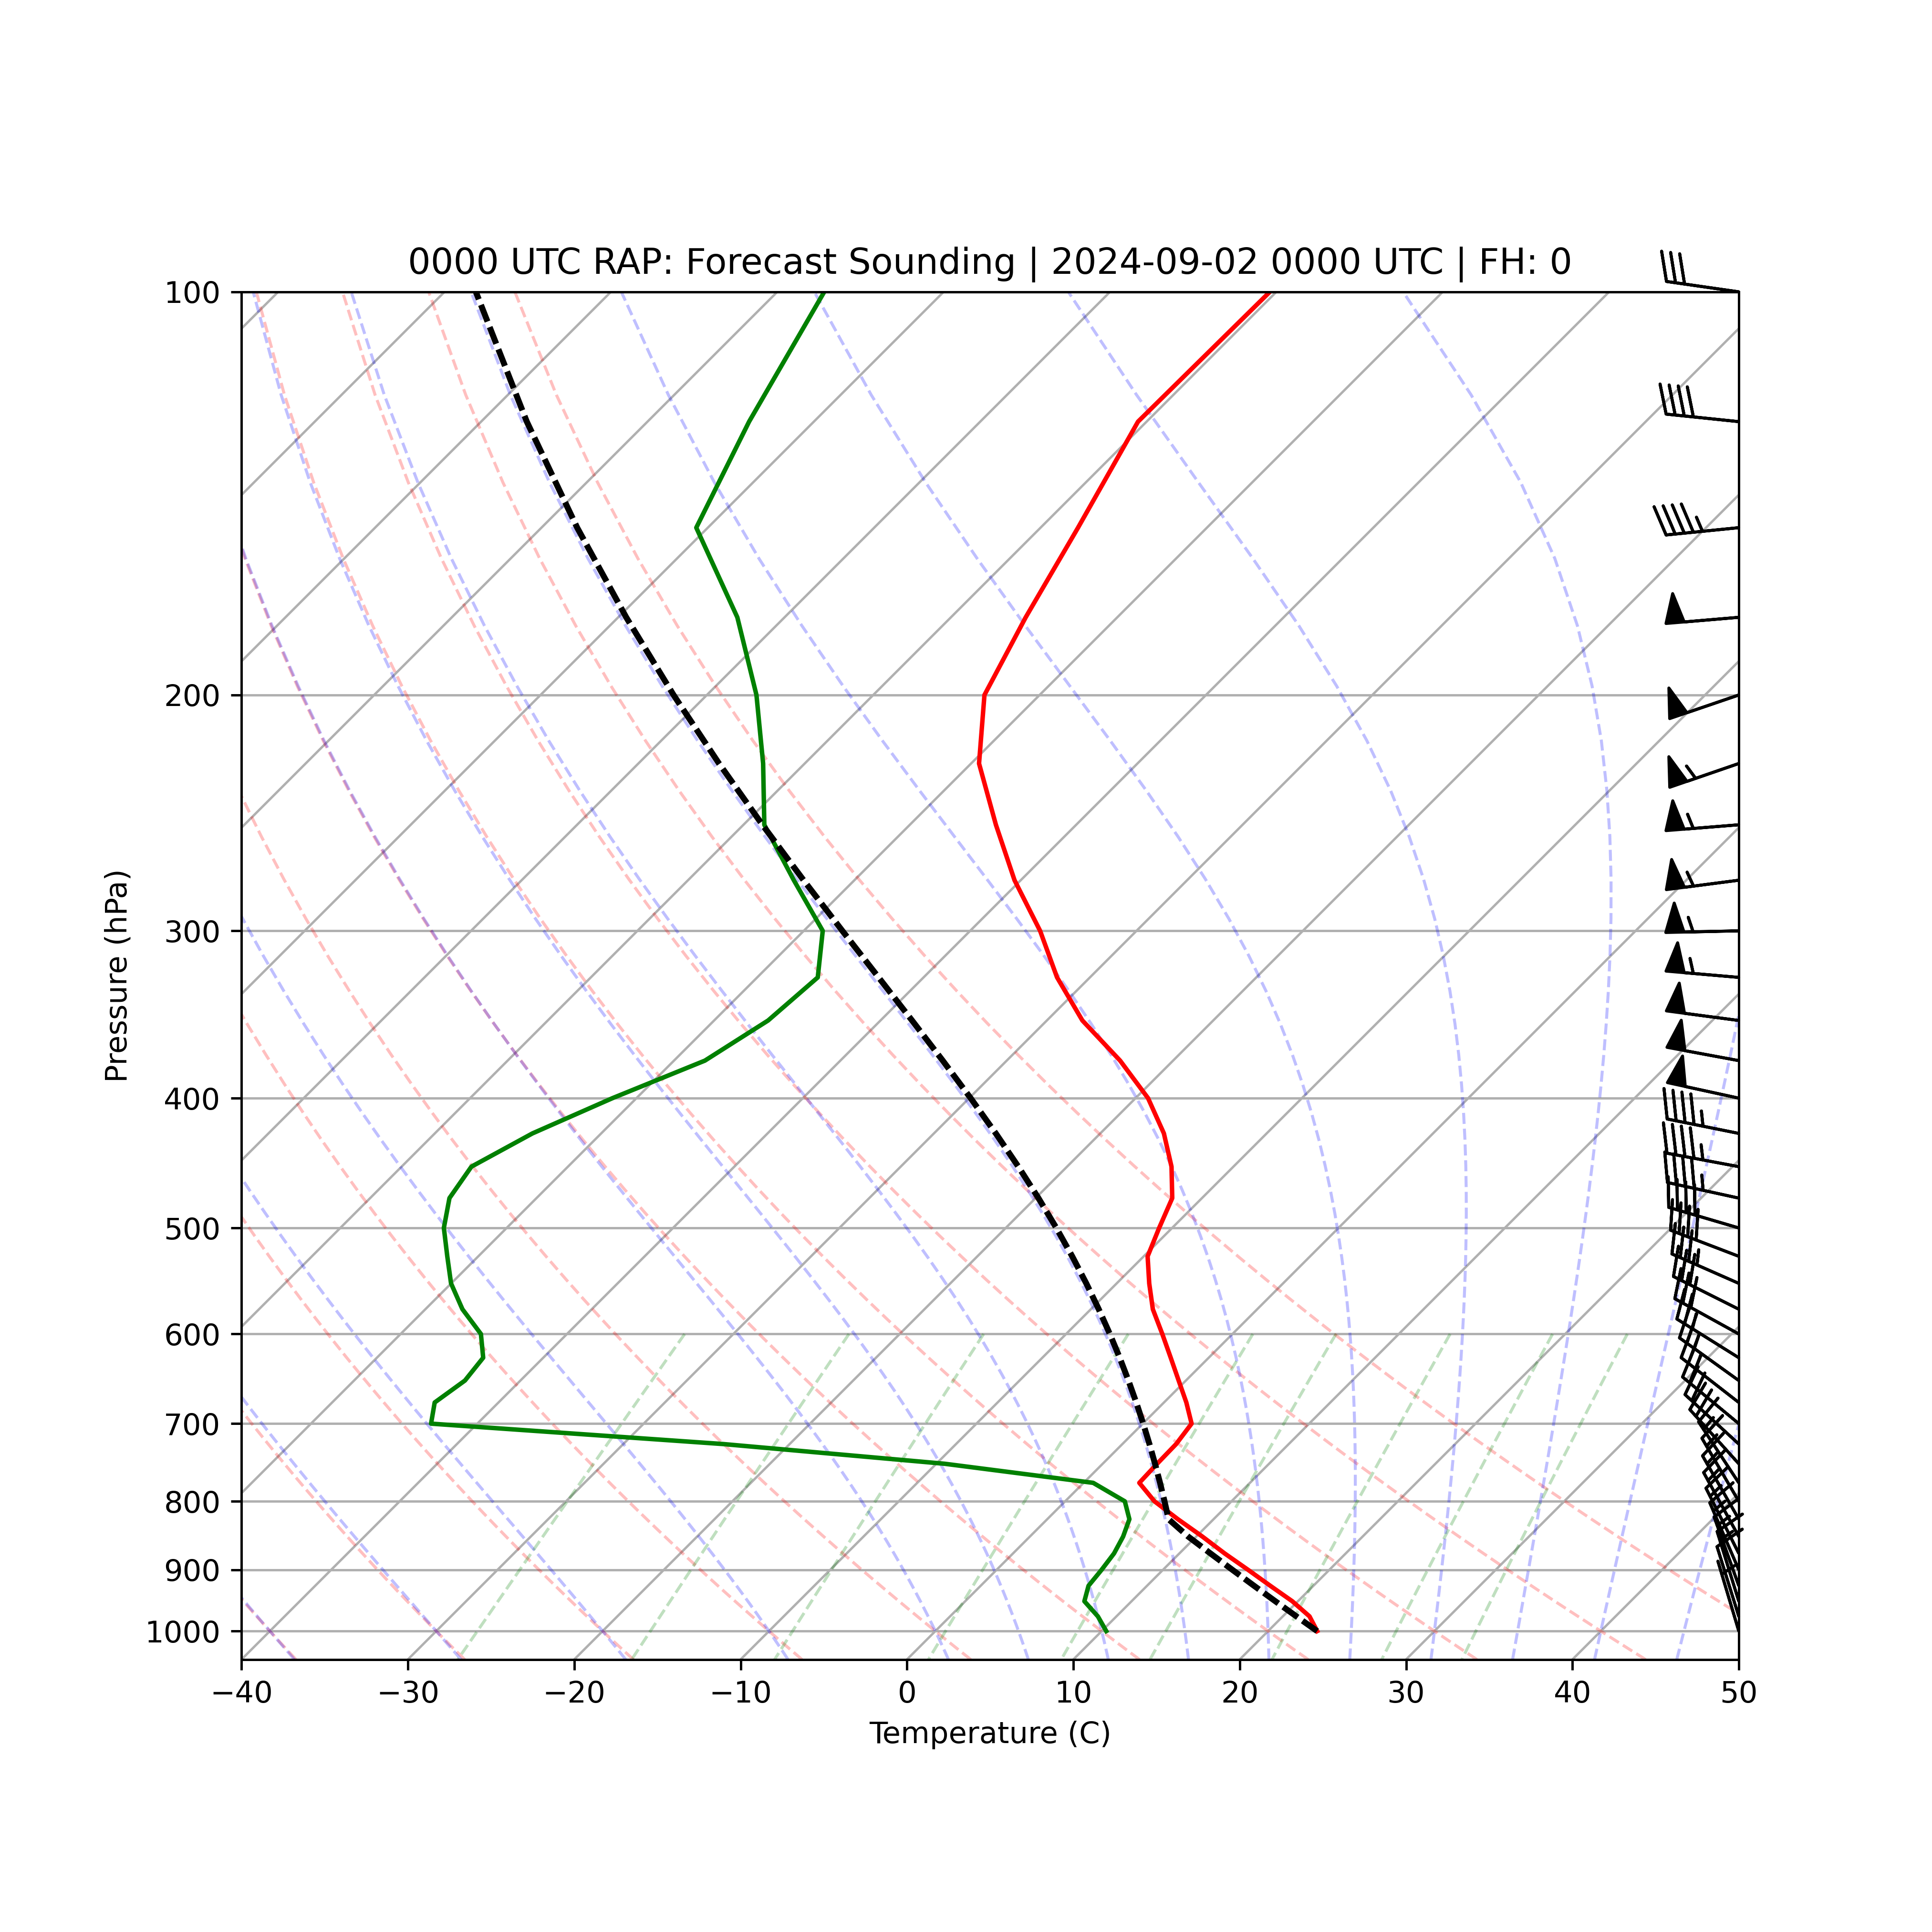 0000 UTC RAP: Forecast Sounding | 2024-09-02 0000 UTC | FH: 0
100
200
300
400
500
600
700
800
900
1000
Pressure (hPa)
−40 −30 −20 −10 0 10 20 30 40 50
Temperature (C)